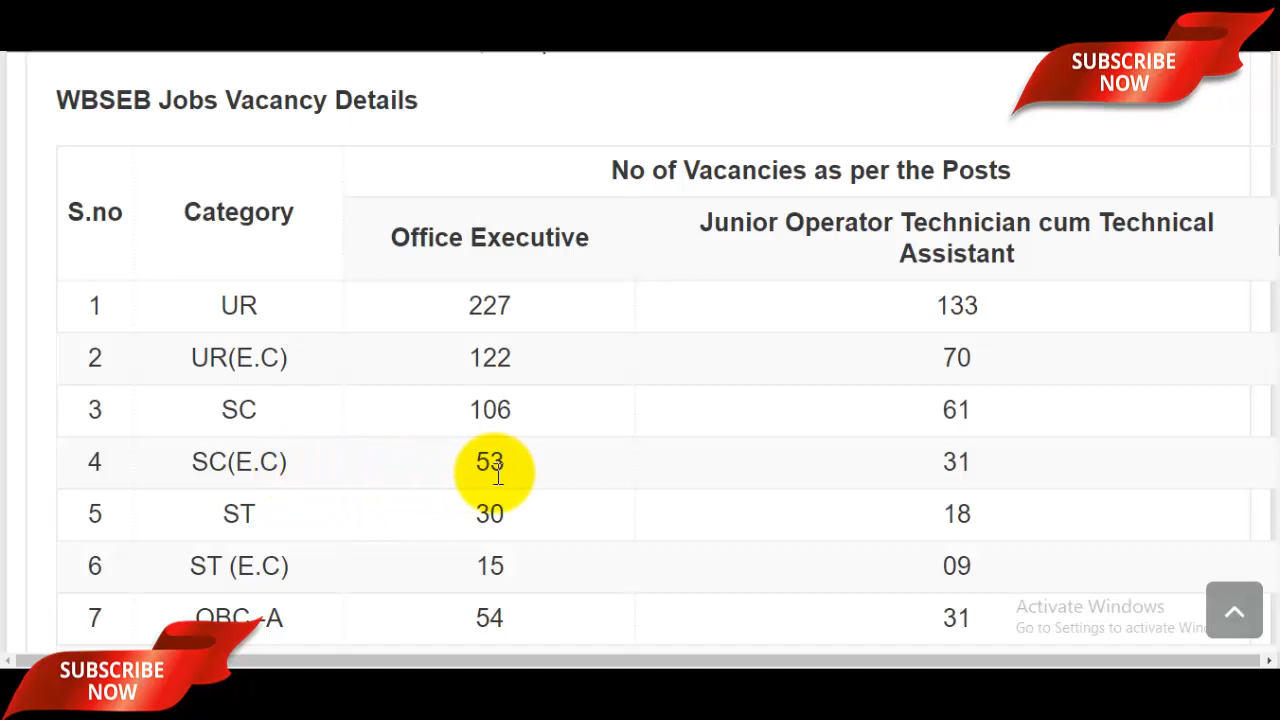 SUBSCRIBE
NOW
WBSEB Jobs Vacancy Details
S.no Category No of Vacancies as per the Posts
Office Executive Junior Operator Technician cum Technical Assistant
1 UR 227 133
2 UR(E.C) 122 70
3 SC 106 61
4 SC(E.C) 53 31
5 ST 30 18
6 ST (E.C) 15 09
7 OBC -A 54 31
Activate Windows
Go to Settings to activate
SUBSCRIBE
NOW